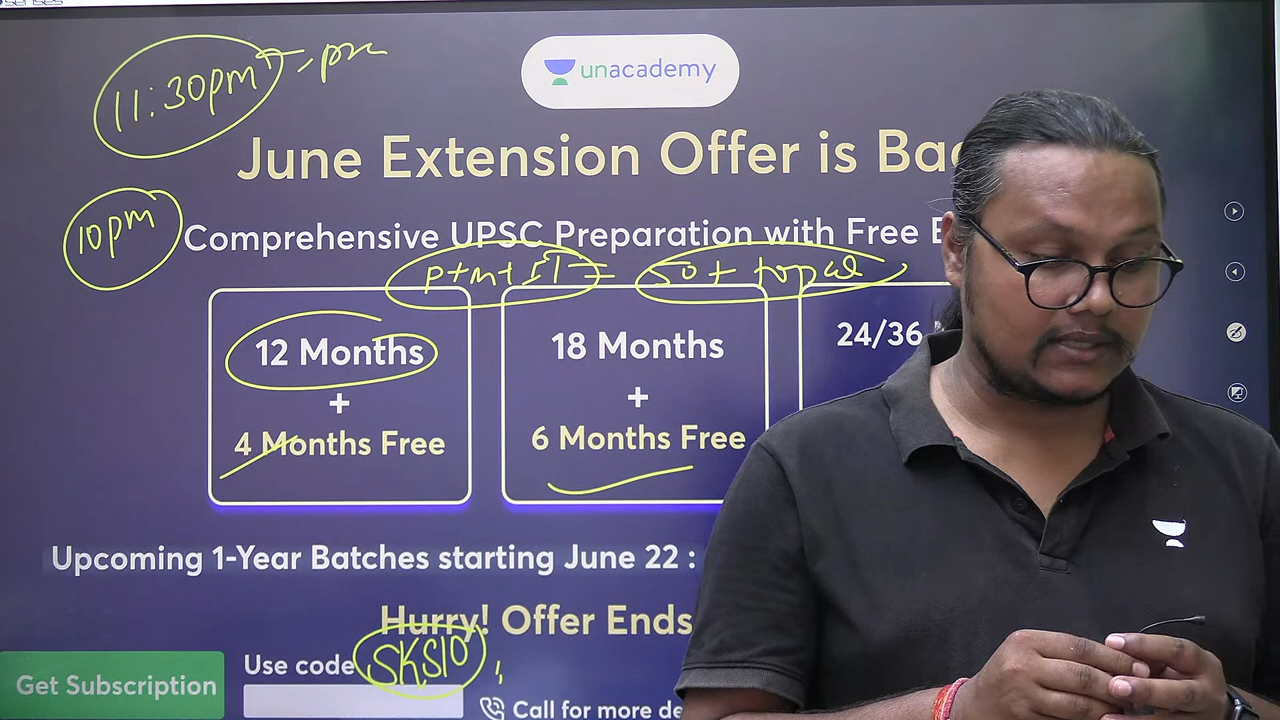 11:30pm
unacademy
June Extension Offer is Bac
10pm
Comprehensive UPSC Preparation with Free E
p+m+
50+
12 Months
+
4 Months Free
18 Months
+
6 Months Free
24/36
Upcoming 1-Year Batches starting June 22 :
Hurry! Offer Ends
Get Subscription
Use code SKS10
Call for more de